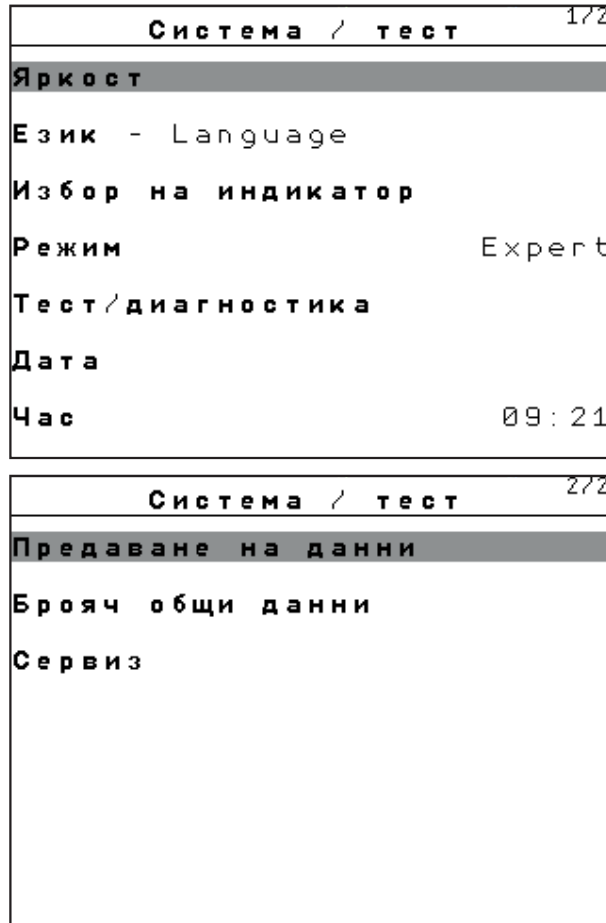 Система / тест 1/2
Яркост
Език - Language
Избор на индикатор
Режим Expert
Тест/диагностика
Дата
Час 09:21
Система / тест 2/2
Предаване на данни
Брояч общи данни
Сервиз